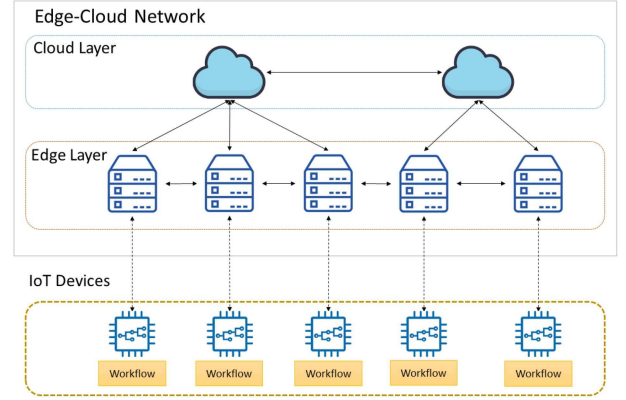 Edge-Cloud Network
Cloud Layer
Edge Layer
IoT Devices
Workflow
Workflow
Workflow
Workflow
Workflow